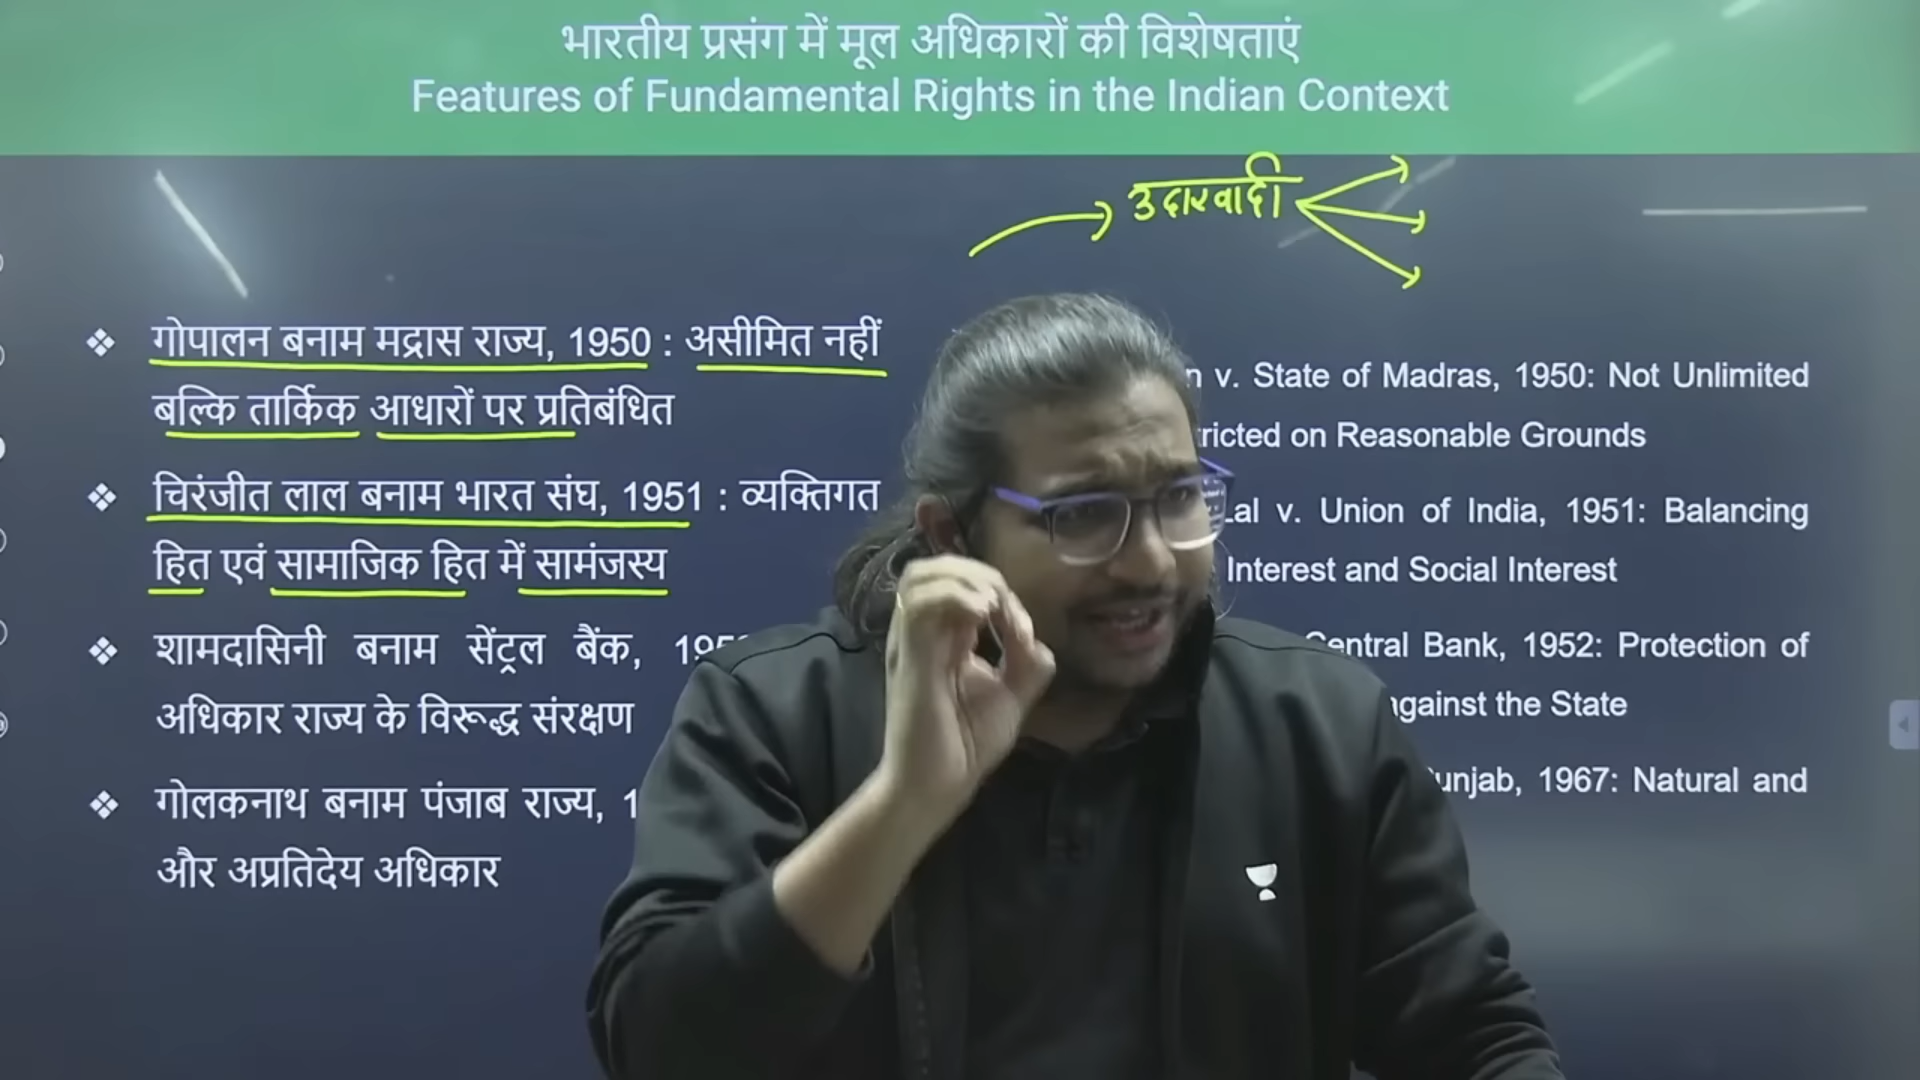 भारतीय प्रसंग में मूल अधिकारों की विशेषताएं
Features of Fundamental Rights in the Indian Context
उदारवादी
❖ गोपालन बनाम मद्रास राज्य, 1950 : असीमित नहीं
बल्कि तार्किक आधारों पर प्रतिबंधित
❖ चिरंजीत लाल बनाम भारत संघ, 1951 : व्यक्तिगत
हित एवं सामाजिक हित में सामंजस्य
❖ शामदासिनी बनाम सेंट्रल बैंक,
अधिकार राज्य के विरूद्ध संरक्षण
❖ गोलकनाथ बनाम पंजाब राज्य,
और अप्रतिदेय अधिकार
v. State of Madras, 1950: Not Unlimited
on Reasonable Grounds
v. Union of India, 1951: Balancing
Interest and Social Interest
Central Bank, 1952: Protection of
against the State
Punjab, 1967: Natural and